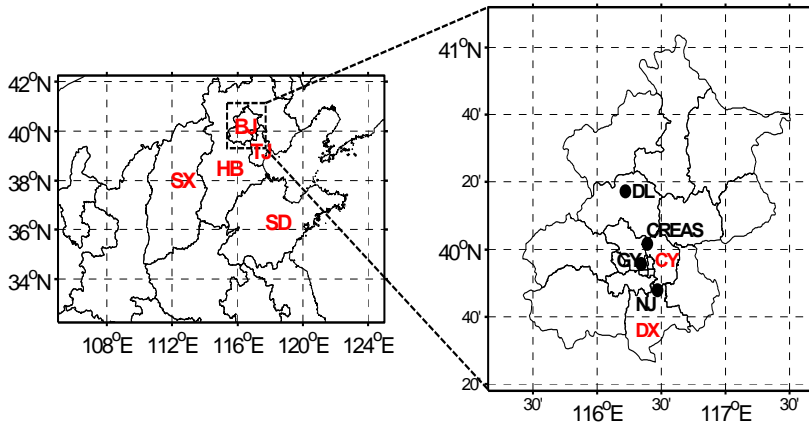 42°N
40°N
38°N
36°N
34°N
108°E 112°E 116°E 120°E 124°E
BJ
TJ
HB
SX
SD
41°N
40'
20'
40°N
40'
20'
30' 116°E 30' 117°E 30'
DL
CREAS
GY CY
NJ
DX